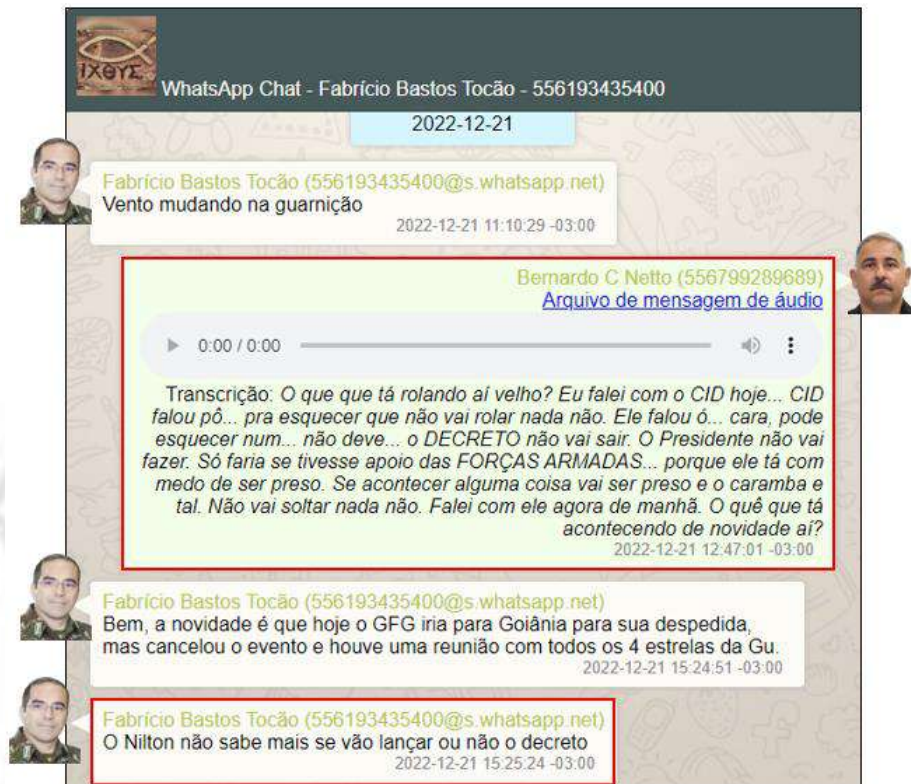 ΙΧΘΥΣ
WhatsApp Chat - Fabrício Bastos Tocão - 556193435400
2022-12-21
Fabrício Bastos Tocão (556193435400@s.whatsapp.net)
Vento mudando na guarnição
2022-12-21 11:10:29 -03:00
Bernardo C Netto (556799289689)
Arquivo de mensagem de áudio
0:00 / 0:00
Transcrição: O que que tá rolando aí velho? Eu falei com o CID hoje... CID
falou pô... pra esquecer que não vai rolar nada não. Ele falou ó... cara, pode
esquecer num... não deve... o DECRETO não vai sair. O Presidente não vai
fazer. Só faria se tivesse apoio das FORÇAS ARMADAS... porque ele tá com
medo de ser preso. Se acontecer alguma coisa vai ser preso e o caramba e
tal. Não vai soltar nada não. Falei com ele agora de manhã. O quê que tá
acontecendo de novidade aí?
2022-12-21 12:47:01 -03:00
Fabrício Bastos Tocão (556193435400@s.whatsapp.net)
Bem, a novidade é que hoje o GFG iria para Goiânia para sua despedida,
mas cancelou o evento e houve uma reunião com todos os 4 estrelas da Gu.
2022-12-21 15:24:51 -03:00
Fabrício Bastos Tocão (556193435400@s.whatsapp.net)
O Nilton não sabe mais se vão lançar ou não o decreto
2022-12-21 15:25:24 -03:00